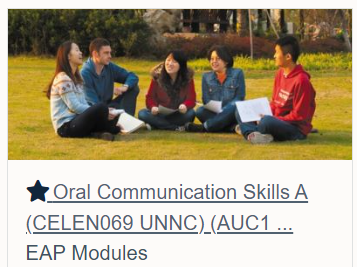 Oral Communication Skills A
(CELEN069 UNNC) (AUC1 ...
EAP Modules